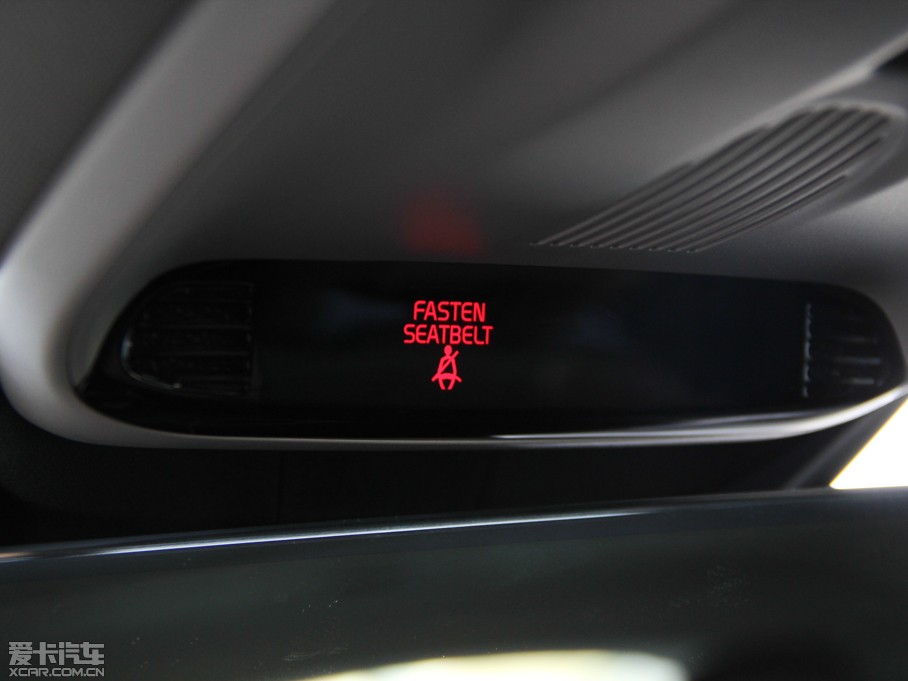 FASTEN
SEATBELT
爱卡汽车
XCAR.COM.CN